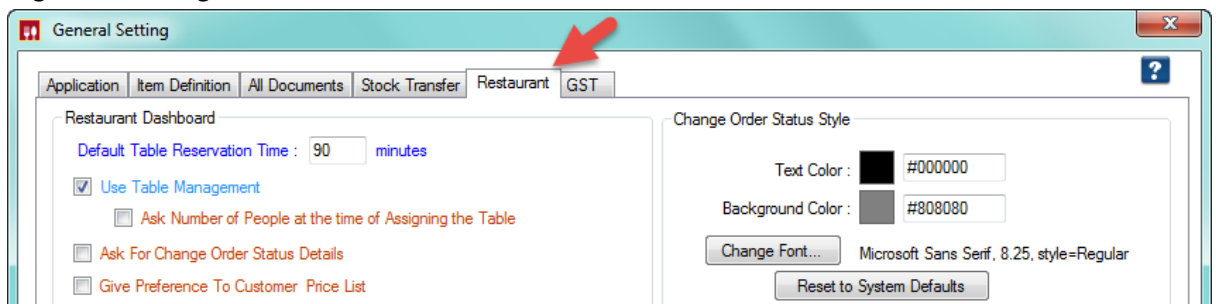 General Setting
X
?
Application Item Definition All Documents Stock Transfer Restaurant GST
Restaurant Dashboard
Default Table Reservation Time : 90 minutes
Use Table Management
Ask Number of People at the time of Assigning the Table
Ask For Change Order Status Details
Give Preference To Customer Price List
Change Order Status Style
Text Color : #000000
Background Color : #808080
Change Font... Microsoft Sans Serif, 8.25, style=Regular
Reset to System Defaults